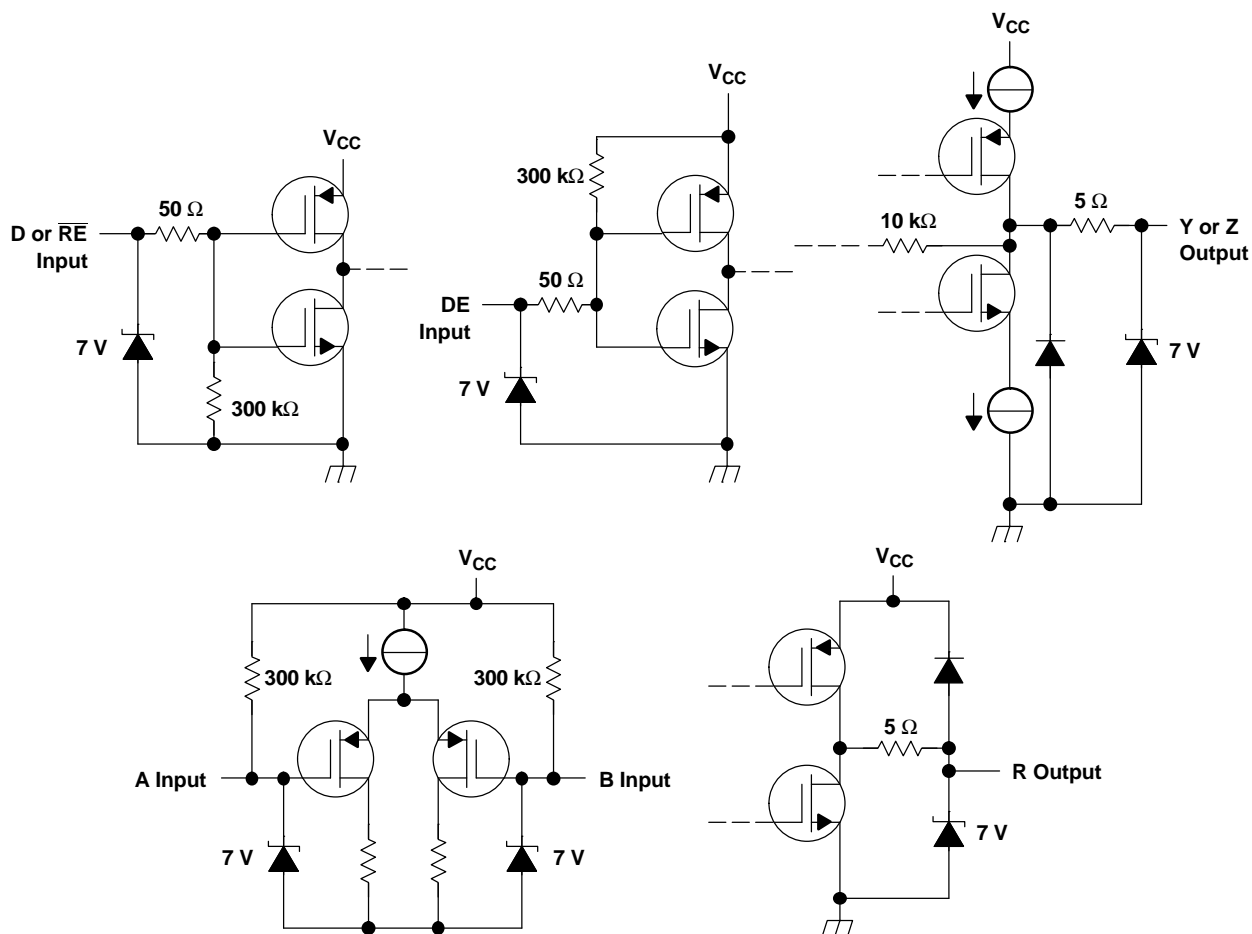 VCC
50 Ω
D or R̅E̅
Input
7 V
300 kΩ
VCC
300 kΩ
50 Ω
DE
Input
7 V
VCC
10 kΩ
5 Ω
Y or Z
Output
7 V
VCC
300 kΩ
300 kΩ
A Input
B Input
7 V
7 V
VCC
5 Ω
R Output
7 V